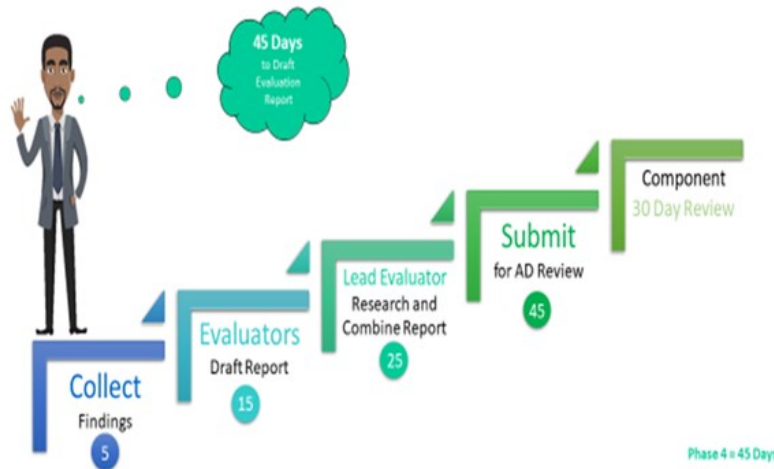 45 Days
to Draft
Evaluation
Report
Component
30 Day Review
Submit
for AD Review
45
Lead Evaluator
Research and
Combine Report
25
Evaluators
Draft Report
15
Collect
Findings
5
Phase 4 = 45 Days